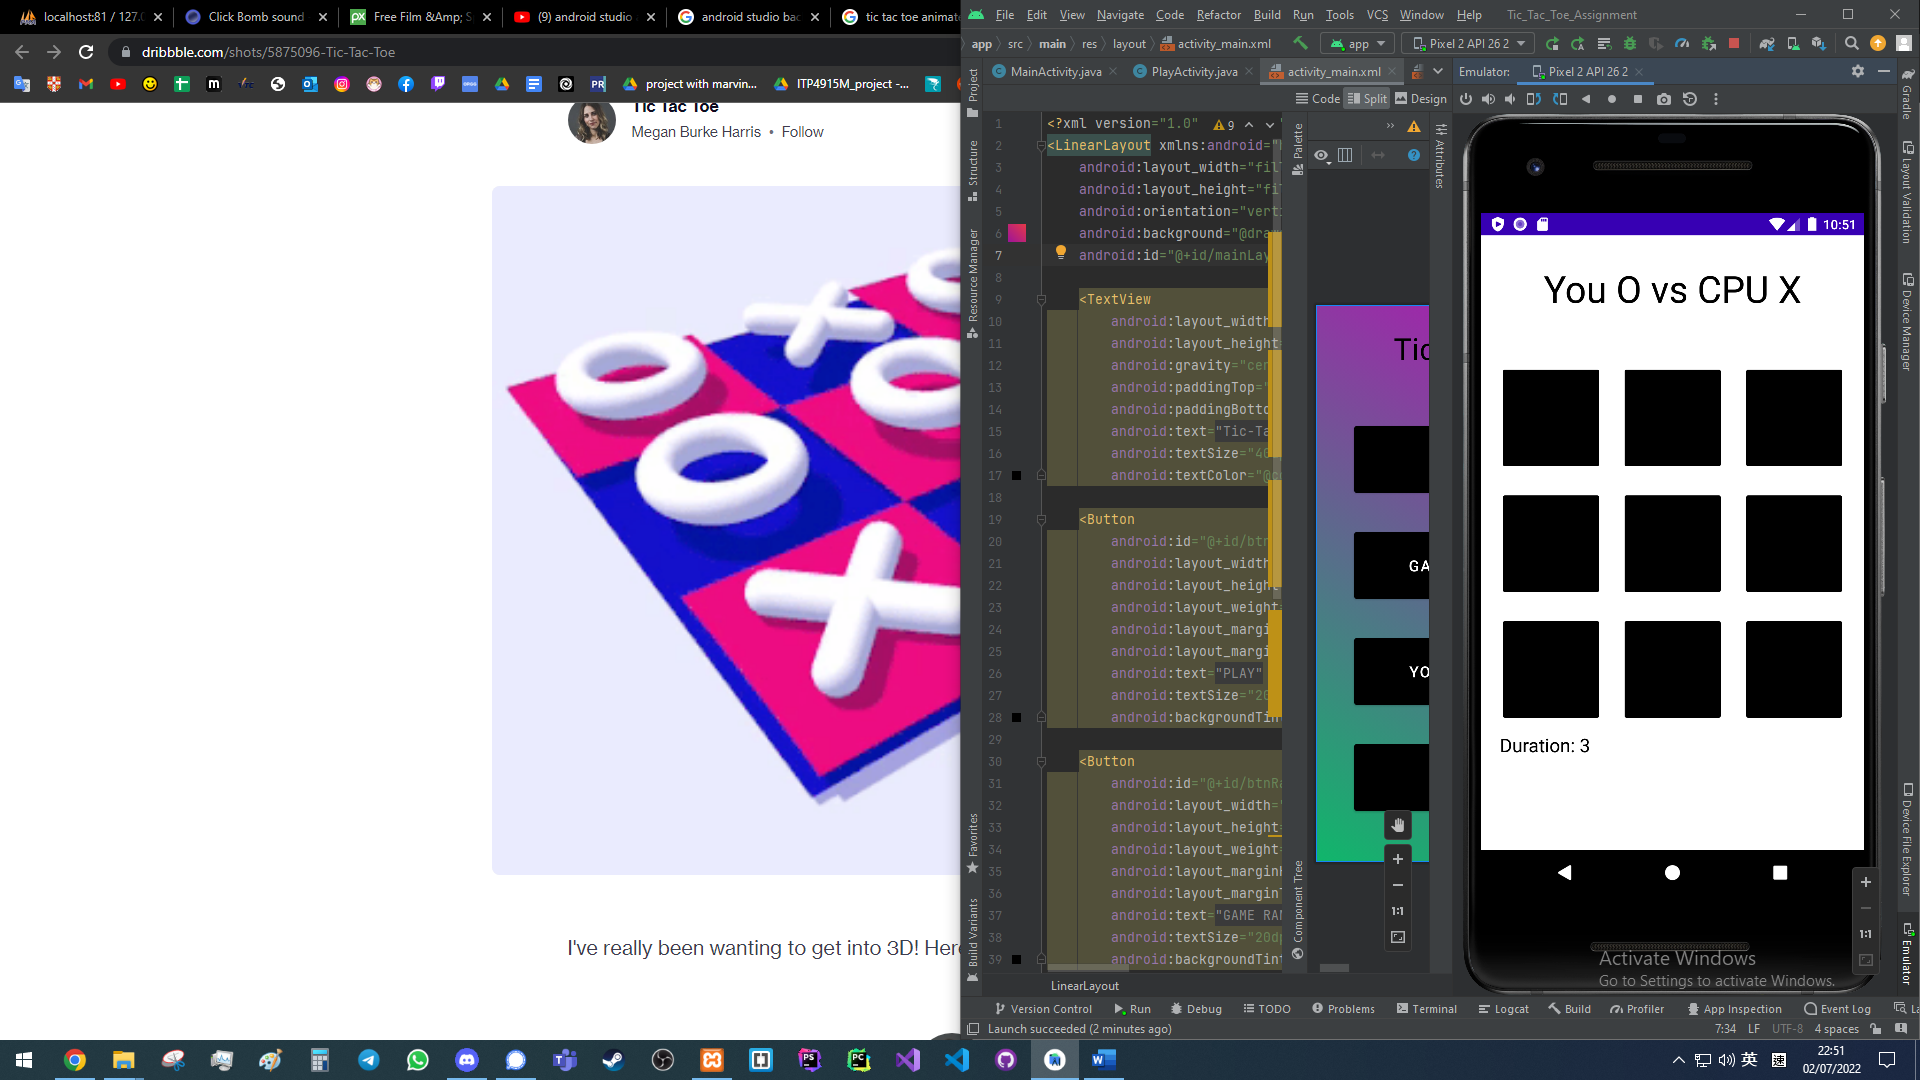 localhost:81 / 127.0
Click Bomb sound
Free Film &Amp; S
(9) android studio
android studio bac
tic tac toe animate
dribbble.com/shots/5875096-Tic-Tac-Toe
project with marvin...
ITP4915M_project -...
Tic Tac Toe
Megan Burke Harris • Follow
I've really been wanting to get into 3D! Here
File Edit View Navigate Code Refactor Build Run Tools VCS Window Help Tic_Tac_Toe_Assignment
app src main res layout activity_main.xml
app
Pixel 2 API 26 2
MainActivity.java
PlayActivity.java
activity_main.xml
Emulator: Pixel 2 API 26 2
Code Split Design
Project
Structure
Resource Manager
Favorites
Build Variants
1 <?xml version="1.0" 9
2 <LinearLayout xmlns:android="
3 android:layout_width="fil
4 android:layout_height="fi
5 android:orientation="verti
6 android:background="@dra
7 android:id="@+id/mainLay
8
9 <TextView
10 android:layout_width
11 android:layout_height=
12 android:gravity="cen
13 android:paddingTop="
14 android:paddingBotto
15 android:text="Tic-Ta
16 android:textSize="40
17 android:textColor="@c
18
19 <Button
20 android:id="@+id/btn
21 android:layout_width
22 android:layout_height
23 android:layout_weight=
24 android:layout_margi
25 android:layout_margi
26 android:text="PLAY"
27 android:textSize="20
28 android:backgroundTin
29
30 <Button
31 android:id="@+id/btnRa
32 android:layout_width="
33 android:layout_height=
34 android:layout_weight=
35 android:layout_margin
36 android:layout_margin
37 android:text="GAME RAN
38 android:textSize="20dp
39 android:backgroundTint
LinearLayout
Palette
Component Tree
Attributes
Tic
GA
YO
1:1
10:51
You O vs CPU X
Duration: 3
Activate Windows
Go to Settings to activate Windows.
1:1
Gradle
Layout Validation
Device Manager
Device File Explorer
Emulator
Version Control Run Debug TODO Problems Terminal Logcat Build Profiler App Inspection Event Log La
Launch succeeded (2 minutes ago)
7:34 LF UTF-8 4 spaces
英
22:51
02/07/2022